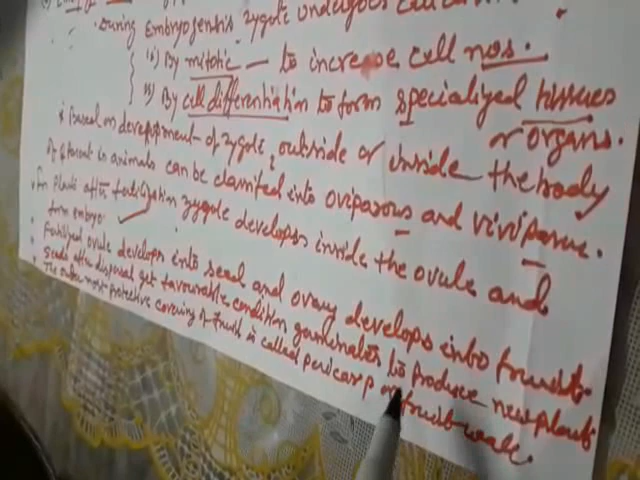 During Embryogenesis zygote undergoes
i) By mitotic — to increase cell nos.
ii) By cell differentiation to form specialized tissues
or organs.
* Based on development of zygote, outside or inside the body
of parent in animals can be classified into oviparous and viviparous.
* For Plants after fertilization zygote develops inside the ovule and
form embryo
* Fertilized ovule develops into seed and ovary develops into fruit.
* Seeds after dispersal get favourable condition germinates to produce new plant.
* The outer most protective covering of fruit is called pericarp or fruit-wall.